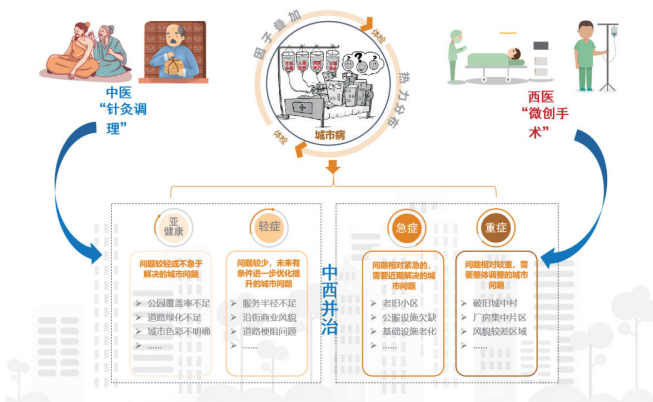 因子叠加
体检
热力分布
体检
城市病
中医
“针灸调
理”
西医
“微创手
术”
亚
健康
轻症
急症
重症
问题较轻或不急于
解决的城市问题
公园覆盖率不足
道路绿化不足
城市色彩不明确
……
问题较少，未来有
条件进一步优化提
升的城市问题
服务半径不足
沿街商业风貌
道路梗阻问题
……
中西并治
问题相对紧急的，
需要近期解决的城
市问题
老旧小区
公服设施欠缺
基础设施老化
……
问题相对较重，需
要整体调整的城市
问题
破旧城中村
厂房集中片区
风貌较差区域
……